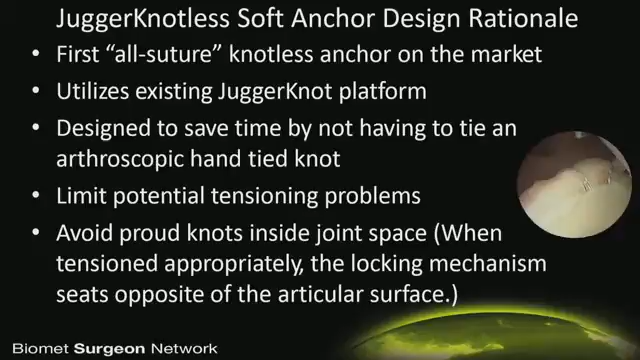 JuggerKnotless Soft Anchor Design Rationale
• First “all-suture” knotless anchor on the market
• Utilizes existing JuggerKnot platform
• Designed to save time by not having to tie an
arthroscopic hand tied knot
• Limit potential tensioning problems
• Avoid proud knots inside joint space (When
tensioned appropriately, the locking mechanism
seats opposite of the articular surface.)
Biomet Surgeon Network